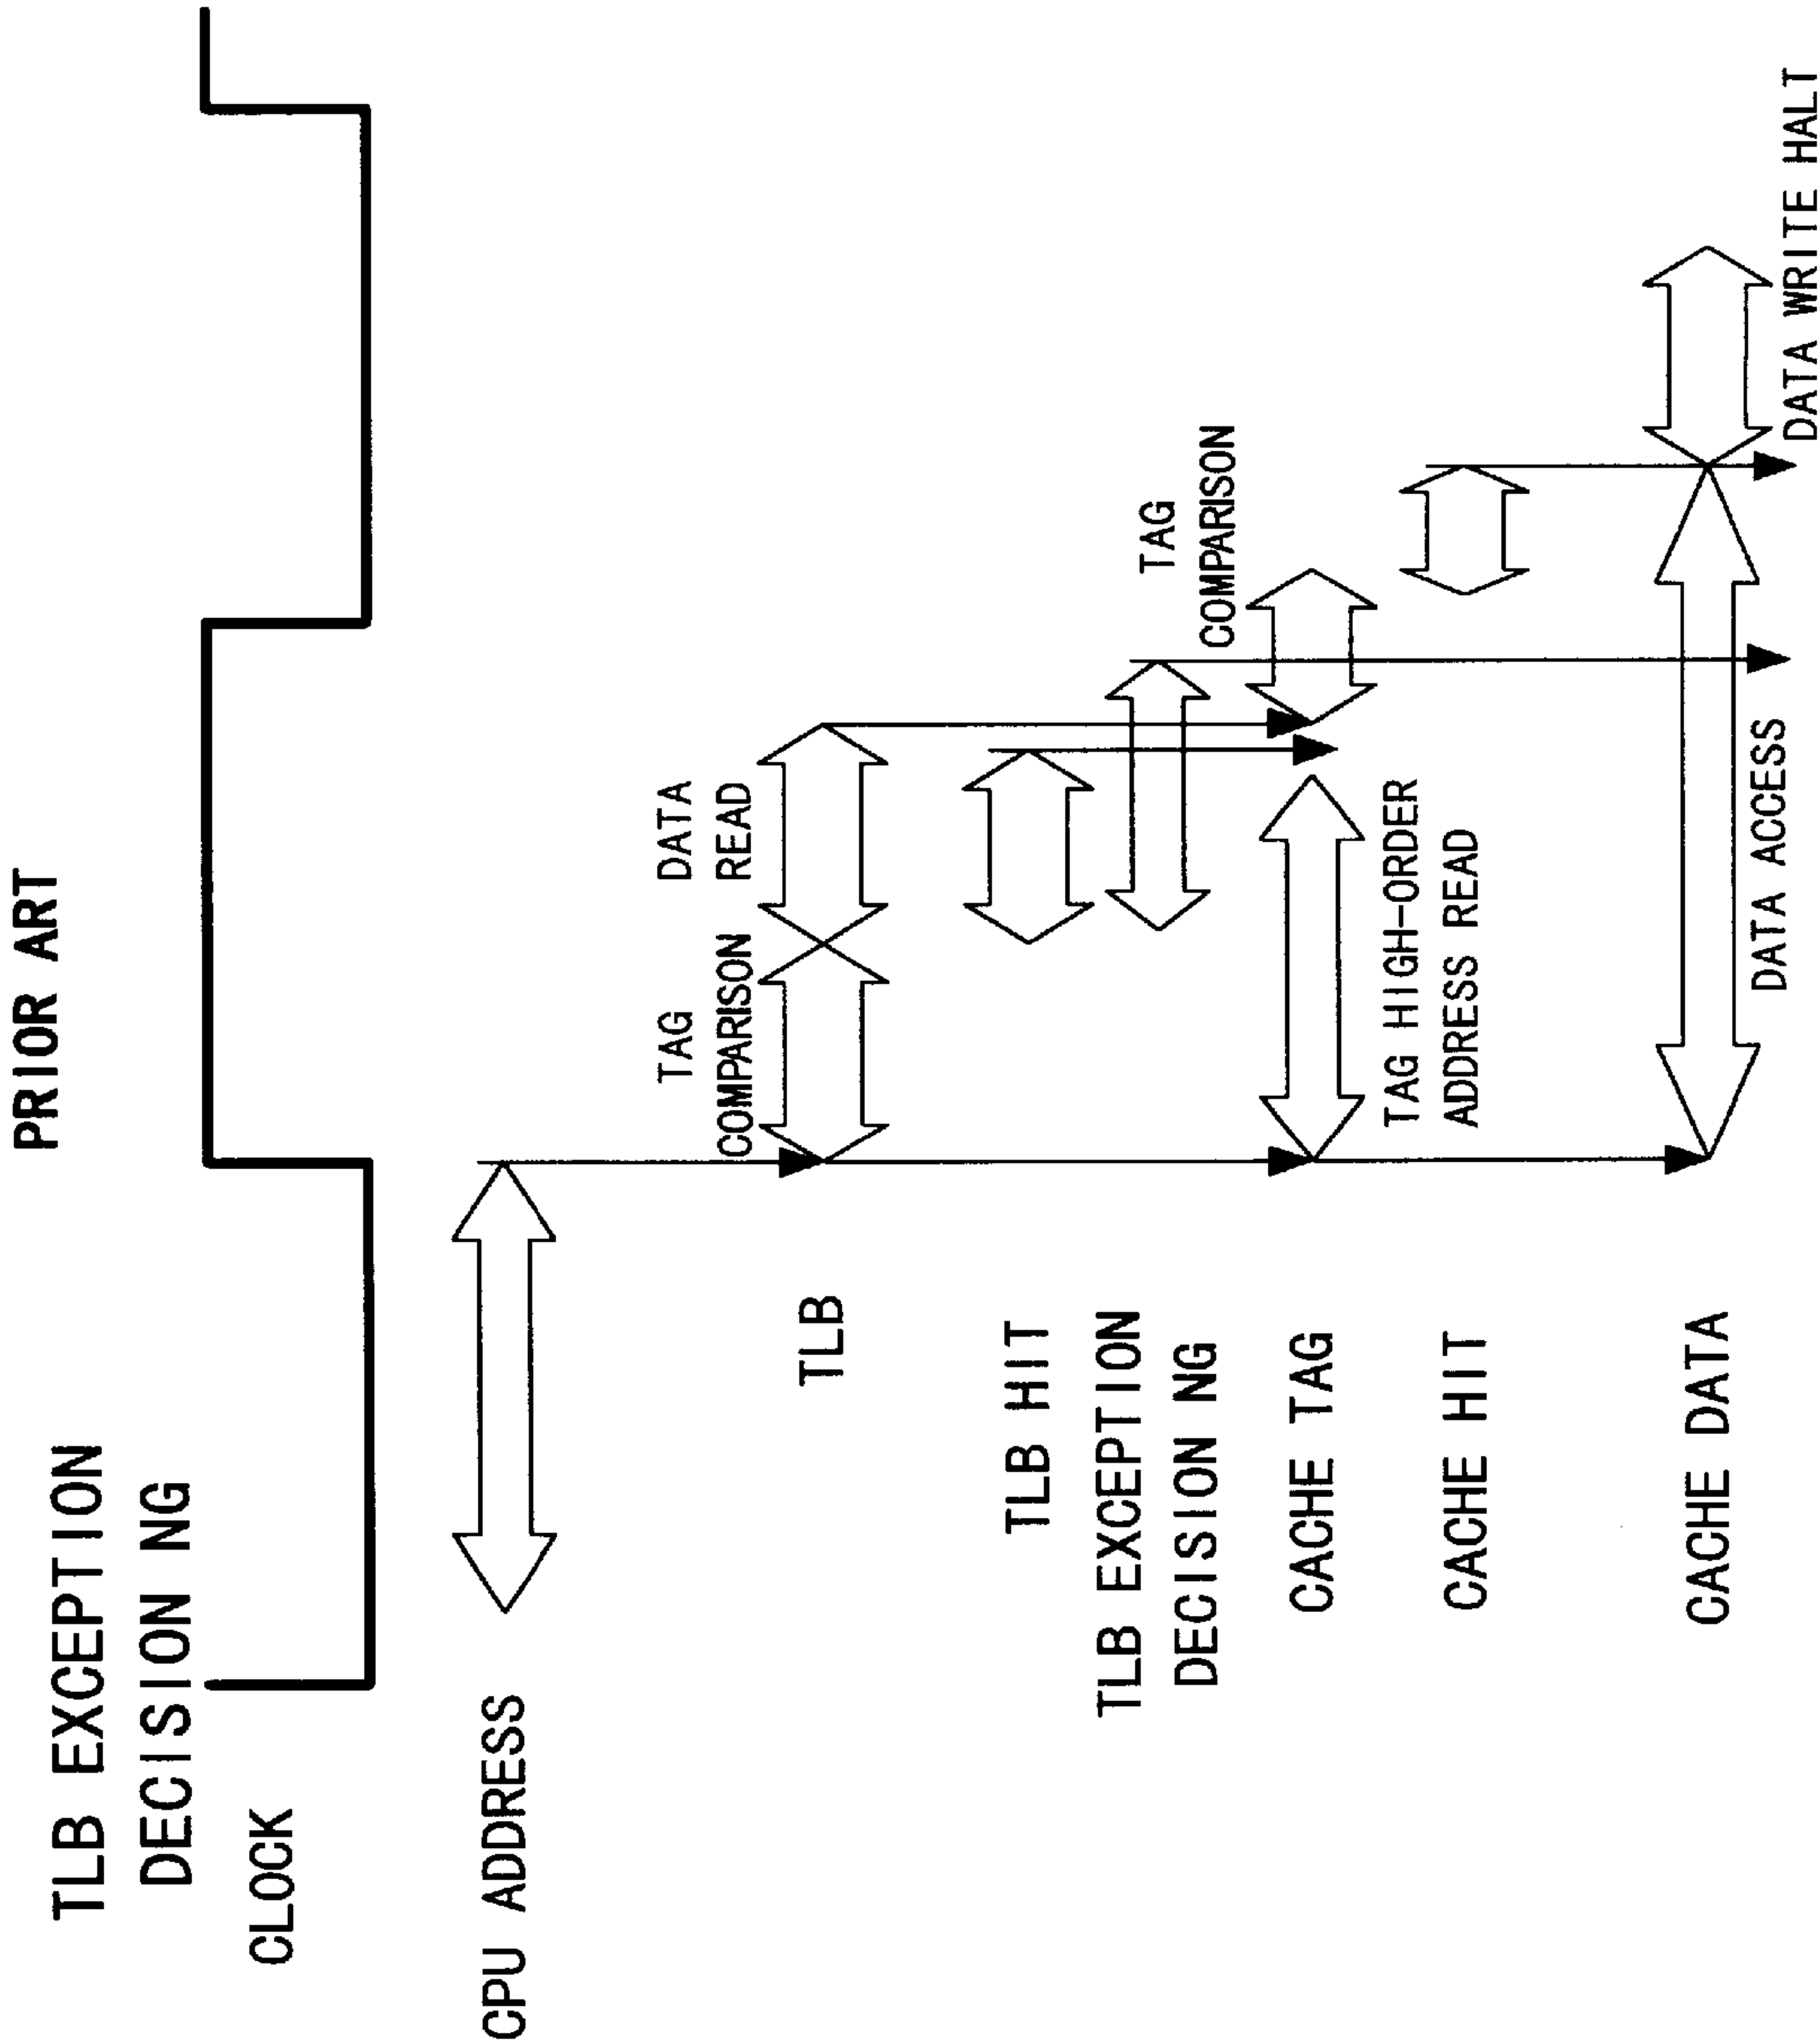 PRIOR ART
TLB EXCEPTION
DECISION NG
CLOCK
CPU ADDRESS
TAG
COMPARISON
DATA
READ
TLB
TLB HIT
TLB EXCEPTION
DECISION NG
TAG
COMPARISON
CACHE TAG
TAG HIGH-ORDER
ADDRESS READ
CACHE HIT
CACHE DATA
DATA ACCESS
DATA WRITE HALT